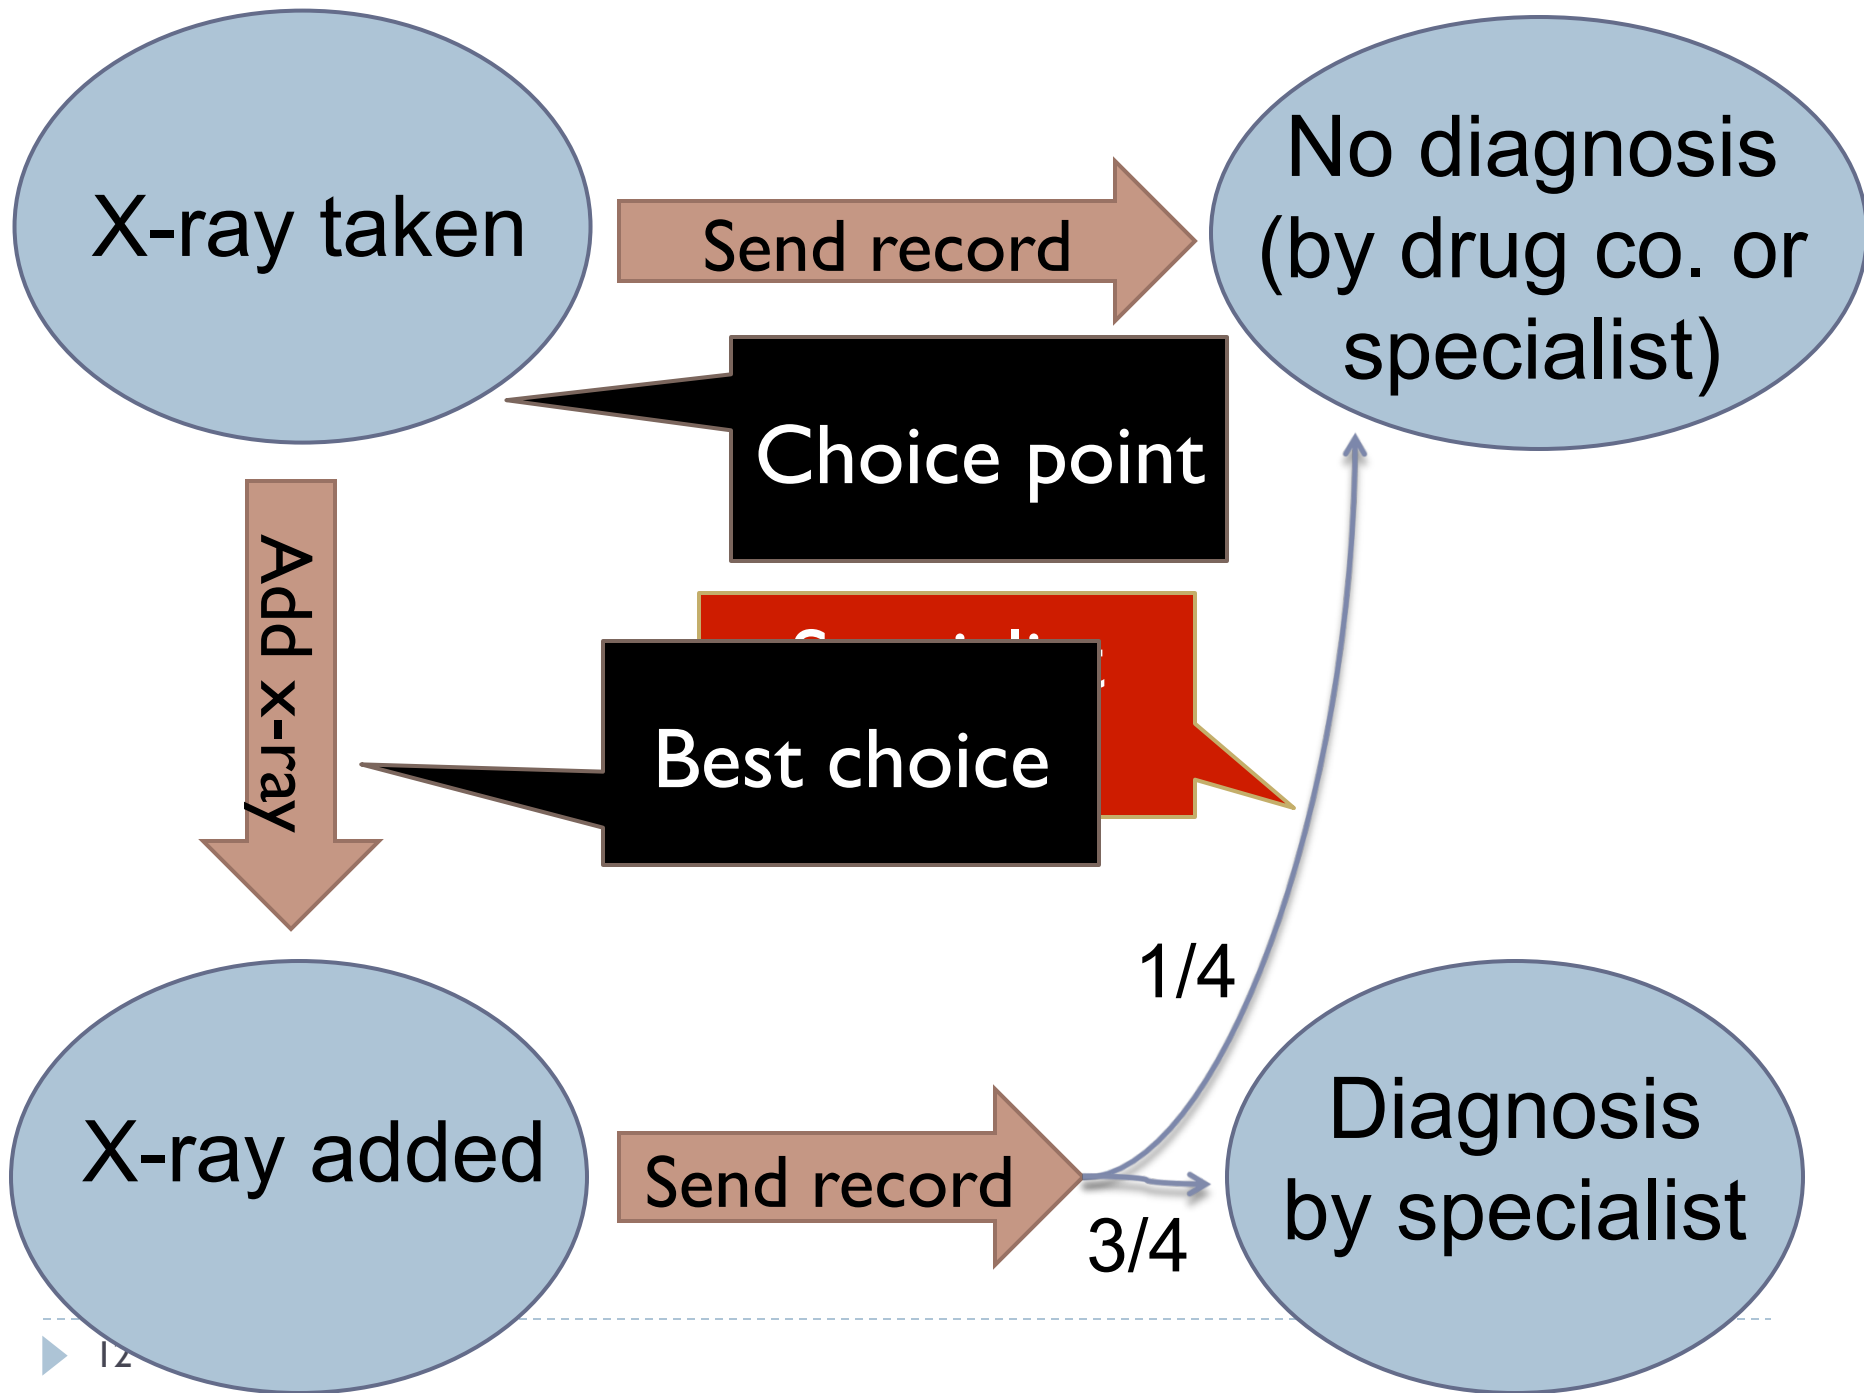 X-ray taken
Send record
No diagnosis
(by drug co. or
specialist)
Choice point
Add x-ray
Best choice
1/4
X-ray added
Send record
3/4
Diagnosis
by specialist
12